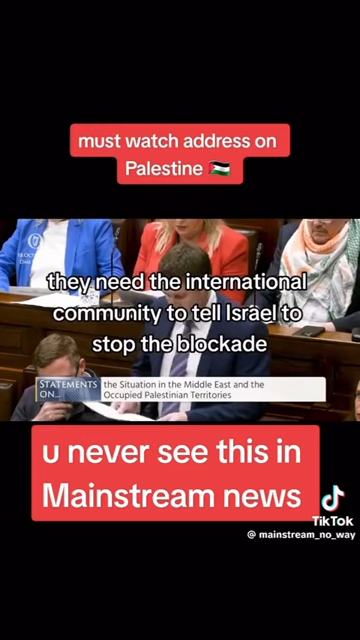 must watch address on
Palestine 🇵🇸
they need the international
community to tell Israel to
stop the blockade
STATEMENTS
ON...
the Situation in the Middle East and the
Occupied Palestinian Territories
u never see this in
Mainstream news
TikTok
@ mainstream_no_way